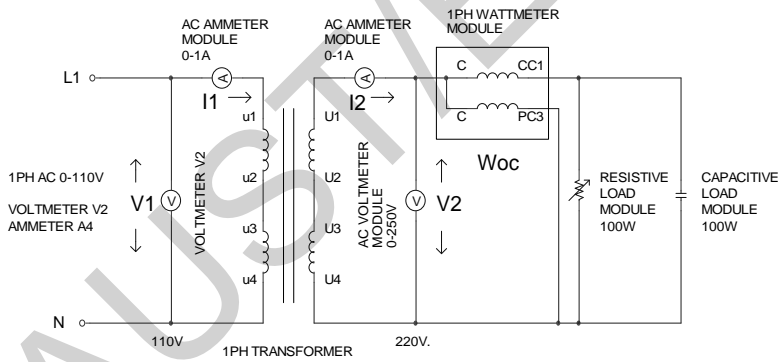 AC AMMETER
MODULE
0-1A
AC AMMETER
MODULE
0-1A
1PH WATTMETER
MODULE
L1
A
I1
A
I2
C
CC1
C
PC3
Woc
u1
U1
u2
U2
u3
U3
u4
U4
1PH AC 0-110V
VOLTMETER V2
AMMETER A4
V1
V
VOLTMETER V2
AC VOLTMETER
MODULE
0-250V
V
V2
RESISTIVE
LOAD
MODULE
100W
CAPACITIVE
LOAD
MODULE
100W
N
110V
1PH TRANSFORMER
220V.